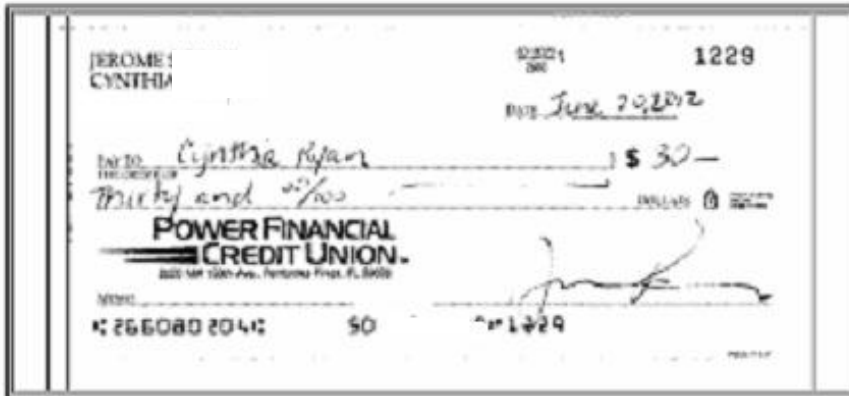 JEROME
CYNTHIA
1229
DATE June 20, 2012
PAY TO Cynthia Ryan $ 30—
THE ORDER OF
Thirty and 00/100 DOLLARS
POWER FINANCIAL
CREDIT UNION
MEMO
⑆266080204⑆ 50 1229